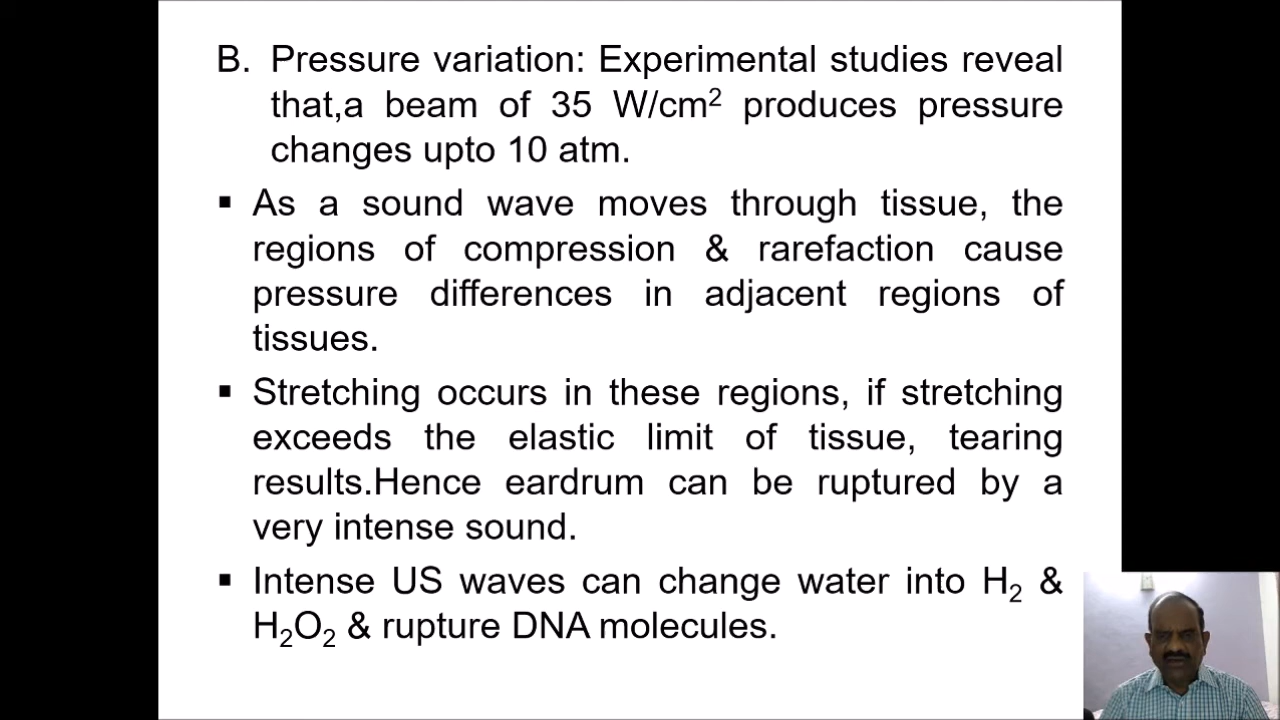 B. Pressure variation: Experimental studies reveal
that,a beam of 35 W/cm² produces pressure
changes upto 10 atm.
▪ As a sound wave moves through tissue, the
regions of compression & rarefaction cause
pressure differences in adjacent regions of
tissues.
▪ Stretching occurs in these regions, if stretching
exceeds the elastic limit of tissue, tearing
results.Hence eardrum can be ruptured by a
very intense sound.
▪ Intense US waves can change water into H₂ &
H₂O₂ & rupture DNA molecules.